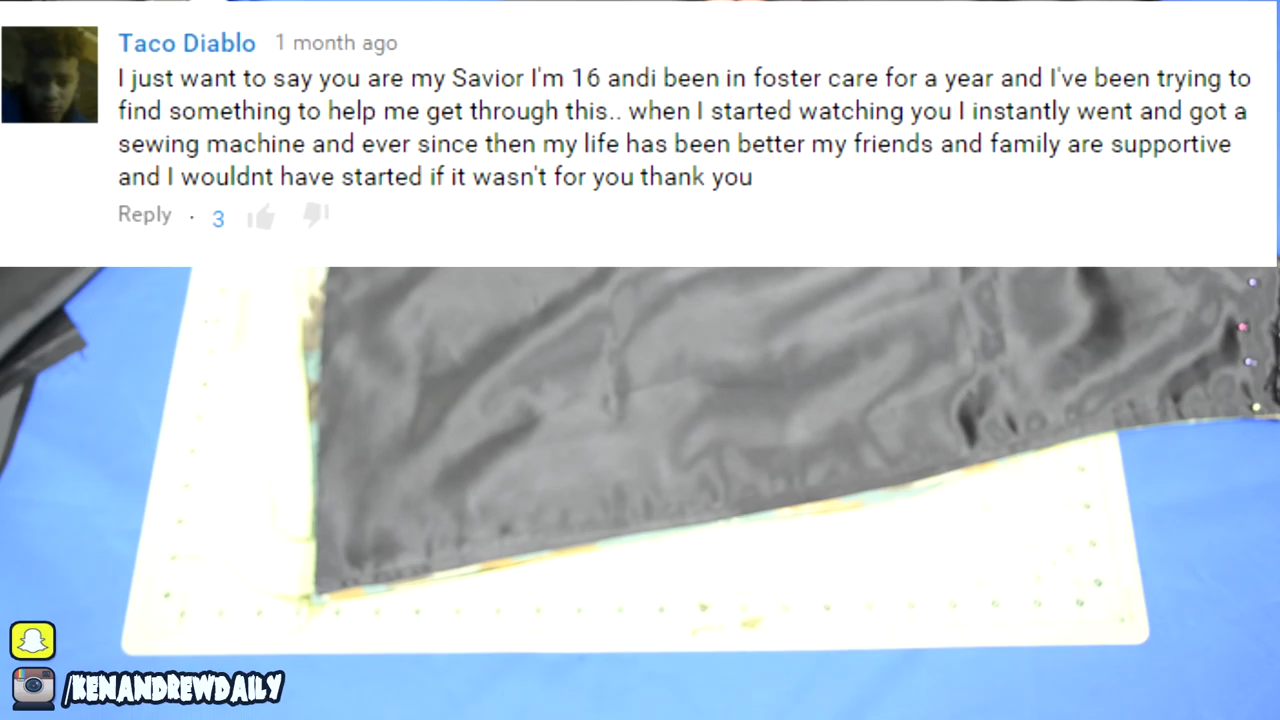 Taco Diablo 1 month ago
I just want to say you are my Savior I'm 16 andi been in foster care for a year and I've been trying to
find something to help me get through this.. when I started watching you I instantly went and got a
sewing machine and ever since then my life has been better my friends and family are supportive
and I wouldnt have started if it wasn't for you thank you
Reply · 3
/KENANDREWDAILY